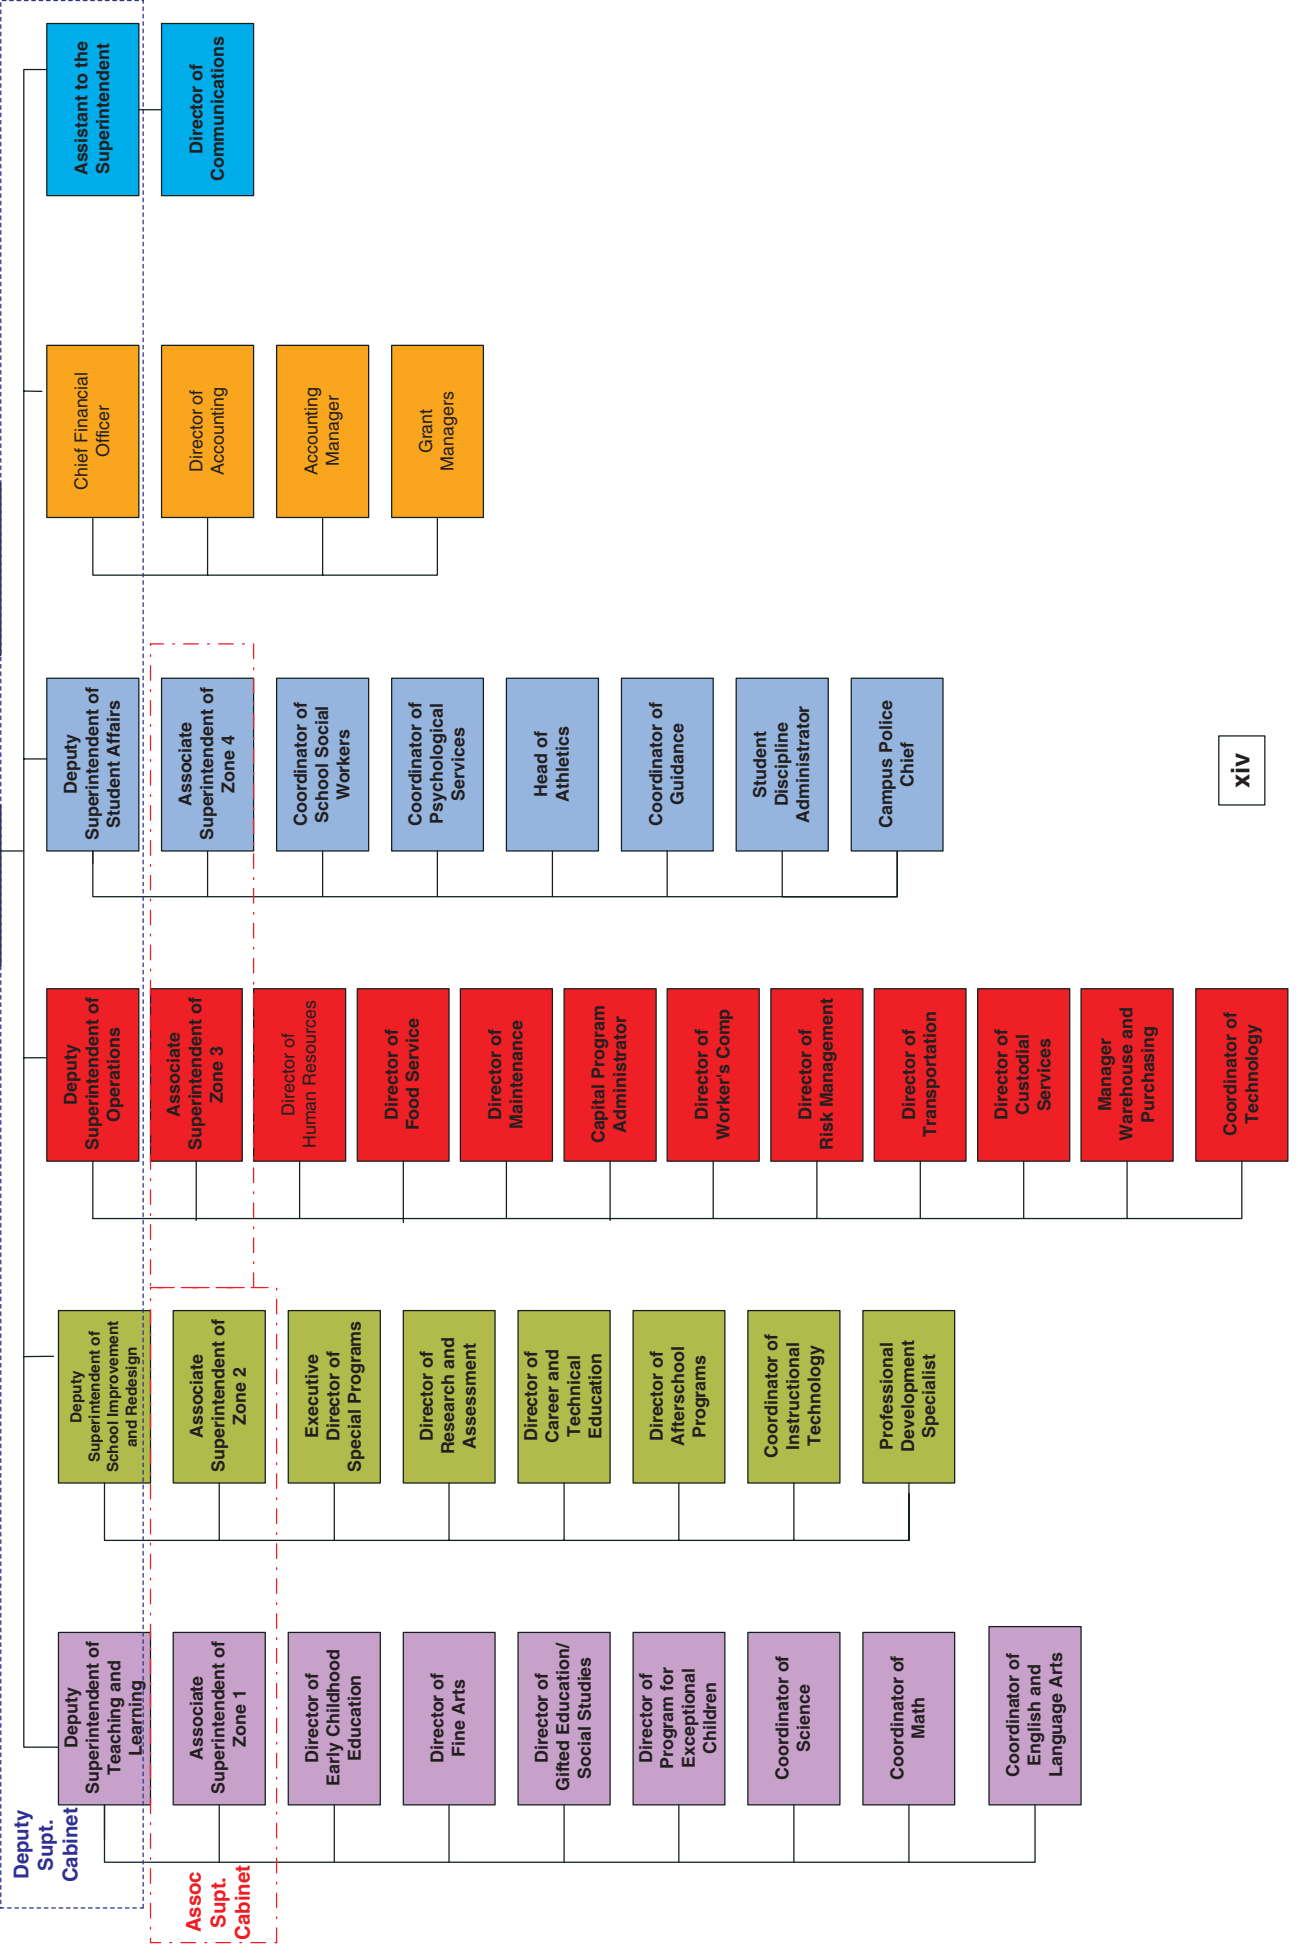 Deputy
Supt.
Cabinet
Assoc
Supt.
Cabinet
Deputy
Superintendent of
Teaching and
Learning
Associate
Superintendent of
Zone 1
Director of
Early Childhood
Education
Director of
Fine Arts
Director of
Gifted Education/
Social Studies
Director of
Program for
Exceptional
Children
Coordinator of
Science
Coordinator of
Math
Coordinator of
English and
Language Arts
Deputy
Superintendent of
School Improvement
and Redesign
Associate
Superintendent of
Zone 2
Executive
Director of
Special Programs
Director of
Research and
Assessment
Director of
Career and
Technical
Education
Director of
Afterschool
Programs
Coordinator of
Instructional
Technology
Professional
Development
Specialist
Deputy
Superintendent of
Operations
Associate
Superintendent of
Zone 3
Director of
Human Resources
Director of
Food Service
Director of
Maintenance
Capital Program
Administrator
Director of
Worker's Comp
Director of
Risk Management
Director of
Transportation
Director of
Custodial
Services
Manager
Warehouse and
Purchasing
Coordinator of
Technology
Deputy
Superintendent of
Student Affairs
Associate
Superintendent of
Zone 4
Coordinator of
School Social
Workers
Coordinator of
Psychological
Services
Head of
Athletics
Coordinator of
Guidance
Student
Discipline
Administrator
Campus Police
Chief
Chief Financial
Officer
Director of
Accounting
Accounting
Manager
Grant
Managers
Assistant to the
Superintendent
Director of
Communications
xiv